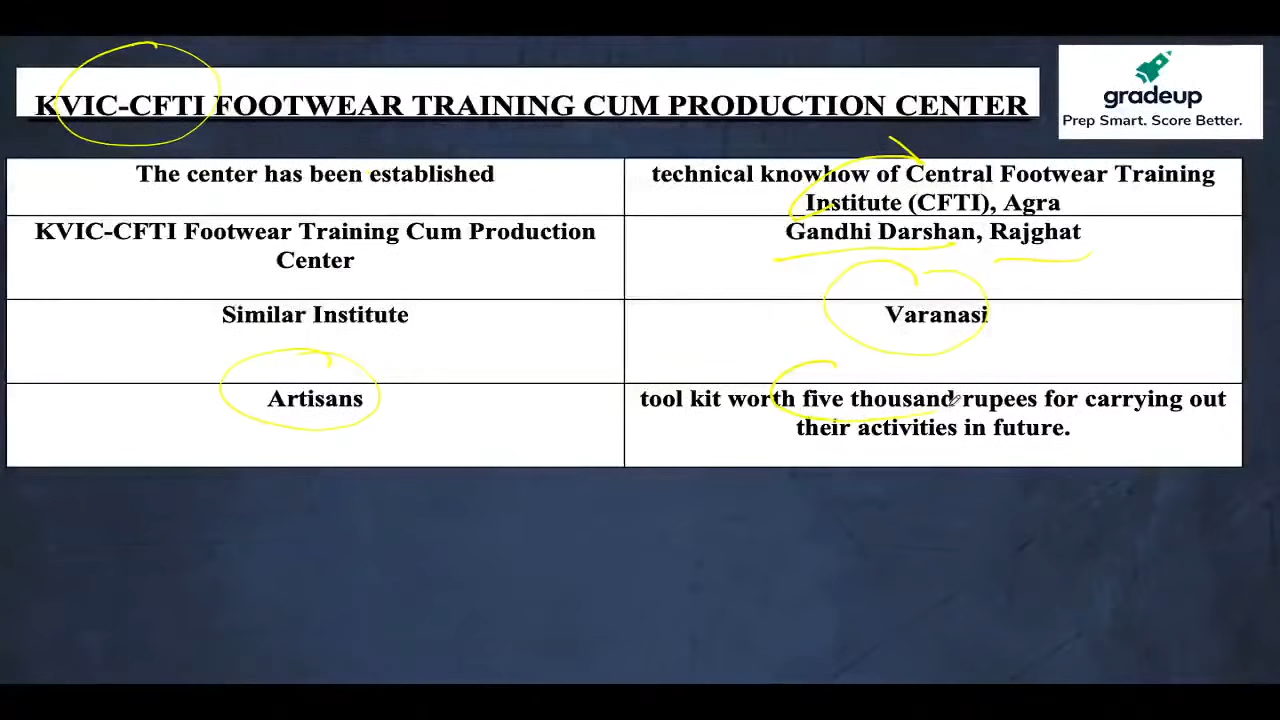 gradeup
Prep Smart. Score Better.
KVIC-CFTI FOOTWEAR TRAINING CUM PRODUCTION CENTER
The center has been established
technical knowhow of Central Footwear Training
Institute (CFTI), Agra
KVIC-CFTI Footwear Training Cum Production
Center
Gandhi Darshan, Rajghat
Similar Institute
Varanasi
Artisans
tool kit worth five thousand rupees for carrying out
their activities in future.